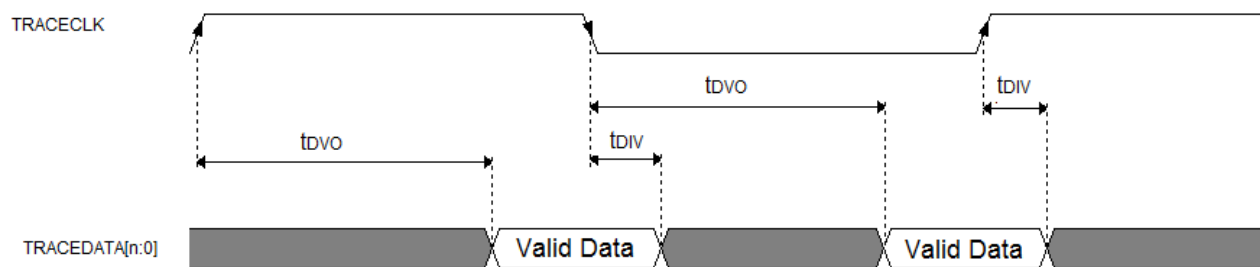 TRACECLK
tDVO
tDIV
tDVO
tDIV
TRACEDATA[n:0]
Valid Data
Valid Data